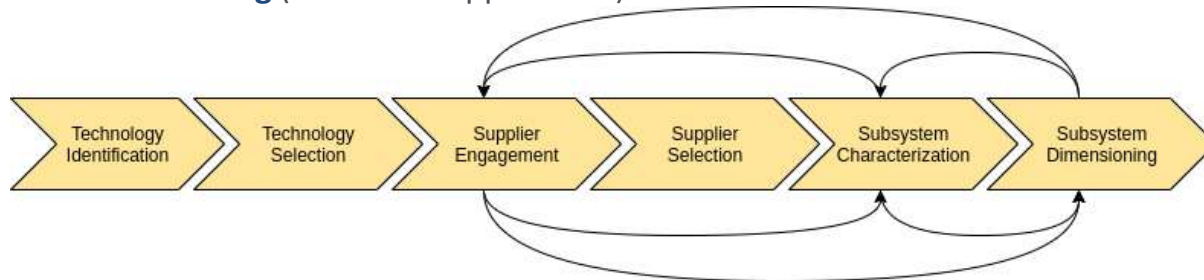 Technology
Identification
Technology
Selection
Supplier
Engagement
Supplier
Selection
Subsystem
Characterization
Subsystem
Dimensioning